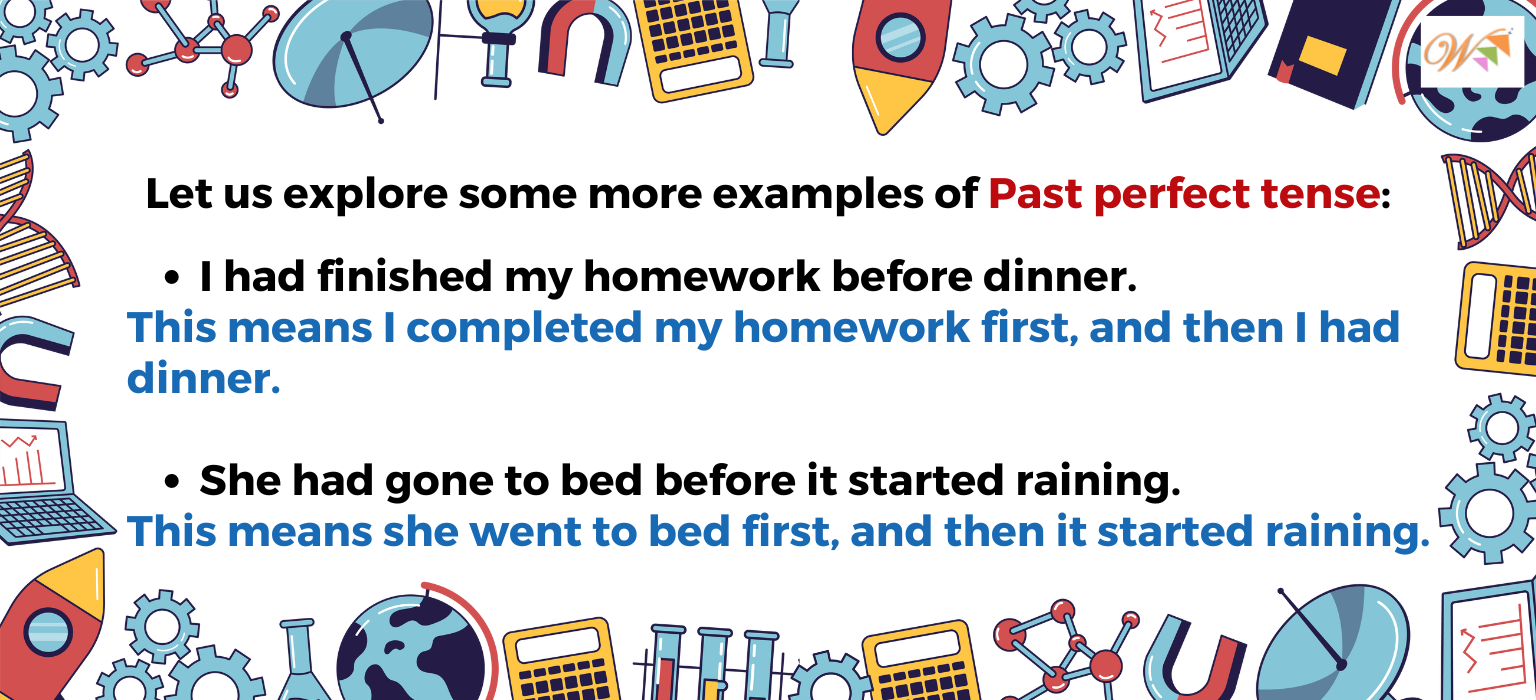 W
Let us explore some more examples of Past perfect tense:
• I had finished my homework before dinner.
This means I completed my homework first, and then I had
dinner.
• She had gone to bed before it started raining.
This means she went to bed first, and then it started raining.